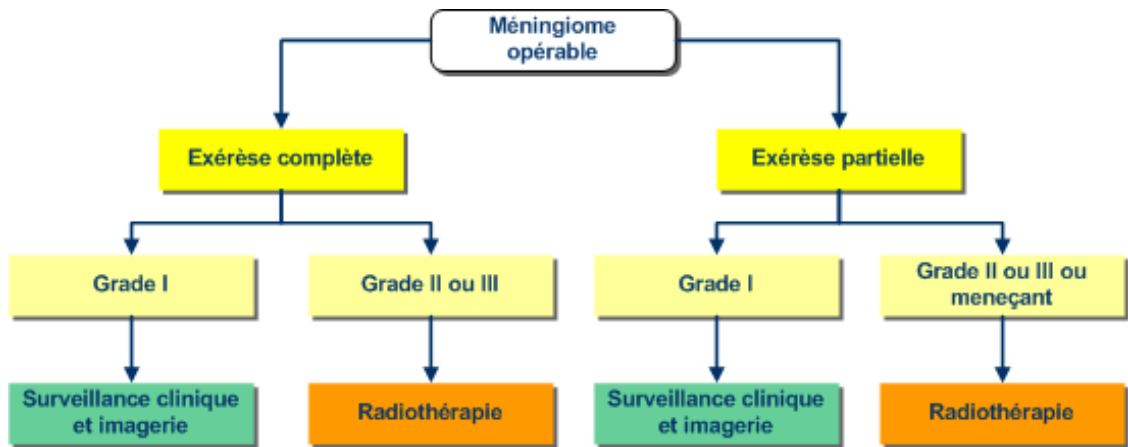 Méningiome
opérable
Exérèse complète
Exérèse partielle
Grade I
Grade II ou III
Grade I
Grade II ou III ou
meneçant
Surveillance clinique
et imagerie
Radiothérapie
Surveillance clinique
et imagerie
Radiothérapie